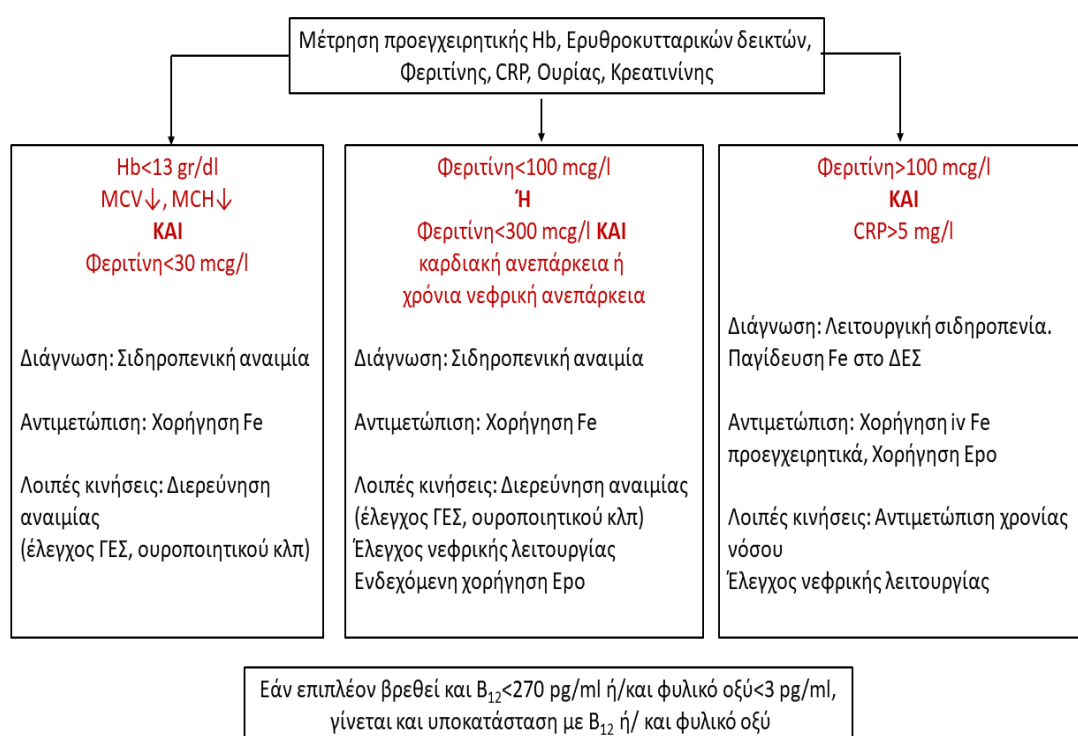 Μέτρηση προεγχειρητικής Hb, Ερυθροκυτταρικών δεικτών,
Φεριτίνης, CRP, Ουρίας, Κρεατινίνης
Hb<13 gr/dl
MCV↓, MCH↓
ΚΑΙ
Φεριτίνη<30 mcg/l
Διάγνωση: Σιδηροπενική αναιμία
Αντιμετώπιση: Χορήγηση Fe
Λοιπές κινήσεις: Διερεύνηση
αναιμίας
(έλεγχος ΓΕΣ, ουροποιητικού κλπ)
Φεριτίνη<100 mcg/l
Ή
Φεριτίνη<300 mcg/l ΚΑΙ
καρδιακή ανεπάρκεια ή
χρόνια νεφρική ανεπάρκεια
Διάγνωση: Σιδηροπενική αναιμία
Αντιμετώπιση: Χορήγηση Fe
Λοιπές κινήσεις: Διερεύνηση αναιμίας
(έλεγχος ΓΕΣ, ουροποιητικού κλπ)
Έλεγχος νεφρικής λειτουργίας
Ενδεχόμενη χορήγηση Epo
Φεριτίνη>100 mcg/l
ΚΑΙ
CRP>5 mg/l
Διάγνωση: Λειτουργική σιδηροπενία.
Παγίδευση Fe στο ΔΕΣ
Αντιμετώπιση: Χορήγηση iv Fe
προεγχειρητικά, Χορήγηση Epo
Λοιπές κινήσεις: Αντιμετώπιση χρονίας
νόσου
Έλεγχος νεφρικής λειτουργίας
Εάν επιπλέον βρεθεί και B₁₂<270 pg/ml ή/και φυλικό οξύ<3 pg/ml,
γίνεται και υποκατάσταση με B₁₂ ή/ και φυλικό οξύ